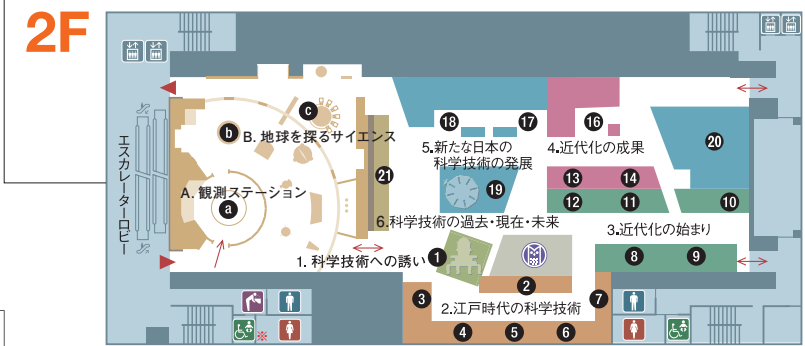 2F
エスカレーターロビー
c
b
B. 地球を探るサイエンス
A. 観測ステーション
a
21
18
17
16
5.新たな日本の
科学技術の発展
4.近代化の成果
20
13
14
19
12
11
10
6.科学技術の過去・現在・未来
3.近代化の始まり
1. 科学技術への誘い
1
8
9
2
3
7
2.江戸時代の科学技術
4
5
6
※